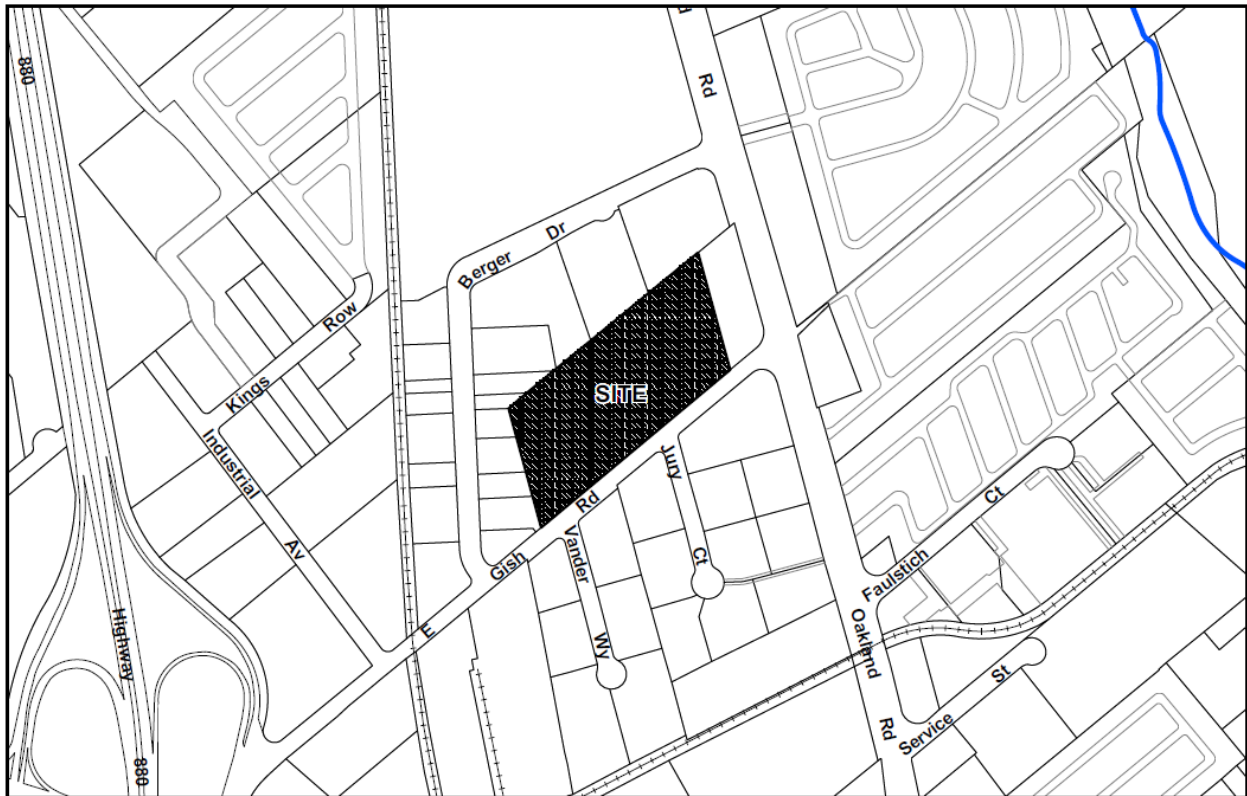 880
Rd
Berger Dr
Kings Row
SITE
Industrial Av
Jury Ct
E Gish Rd
Vander Wy
Faulstich Ct
Highway
880
Oakland Rd
Service St